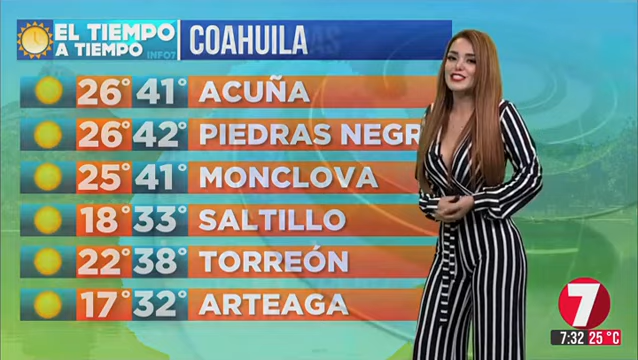 EL TIEMPO
A TIEMPO
INFO7
COAHUILA
26° 41° ACUÑA
26° 42° PIEDRAS NEGR
25° 41° MONCLOVA
18° 33° SALTILLO
22° 38° TORREÓN
17° 32° ARTEAGA
7
7:32 25 °C